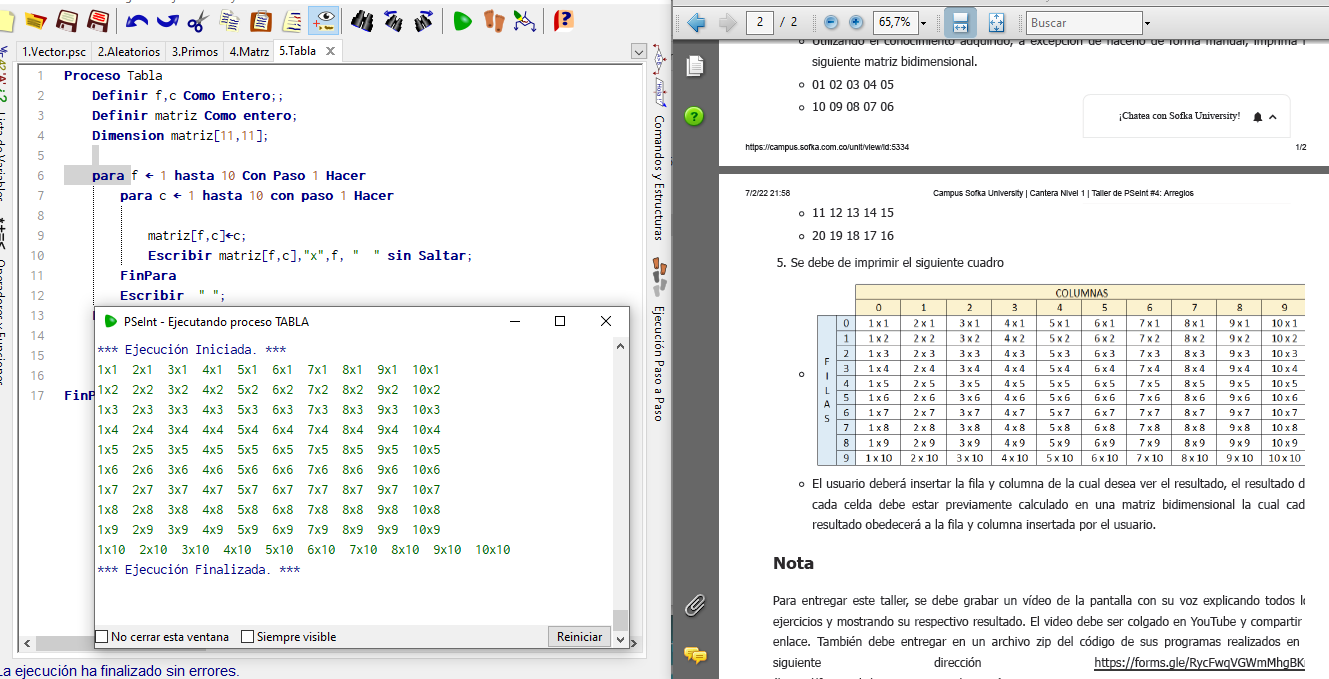 1.Vector.psc 2.Aleatorios 3.Primos 4.Matrz 5.Tabla
1 Proceso Tabla
2 Definir f,c Como Entero;;
3 Definir matriz Como entero;
4 Dimension matriz[11,11];
5
6 para f ← 1 hasta 10 Con Paso 1 Hacer
7 para c ← 1 hasta 10 con paso 1 Hacer
8
9 matriz[f,c]←c;
10 Escribir matriz[f,c],"x",f, "  " sin Saltar;
11 FinPara
12 Escribir " ";
13
14
15
16
17 FinP
Lista de Variables
Operadores y Funciones
Comandos y Estructuras
Ejecución Paso a Paso
PSeInt - Ejecutando proceso TABLA
*** Ejecución Iniciada. ***
1x1 2x1 3x1 4x1 5x1 6x1 7x1 8x1 9x1 10x1
1x2 2x2 3x2 4x2 5x2 6x2 7x2 8x2 9x2 10x2
1x3 2x3 3x3 4x3 5x3 6x3 7x3 8x3 9x3 10x3
1x4 2x4 3x4 4x4 5x4 6x4 7x4 8x4 9x4 10x4
1x5 2x5 3x5 4x5 5x5 6x5 7x5 8x5 9x5 10x5
1x6 2x6 3x6 4x6 5x6 6x6 7x6 8x6 9x6 10x6
1x7 2x7 3x7 4x7 5x7 6x7 7x7 8x7 9x7 10x7
1x8 2x8 3x8 4x8 5x8 6x8 7x8 8x8 9x8 10x8
1x9 2x9 3x9 4x9 5x9 6x9 7x9 8x9 9x9 10x9
1x10 2x10 3x10 4x10 5x10 6x10 7x10 8x10 9x10 10x10
*** Ejecución Finalizada. ***
No cerrar esta ventana Siempre visible Reiniciar
La ejecución ha finalizado sin errores.
2 / 2 65,7% Buscar
Utilizando el conocimiento adquirido, a excepción de hacerlo de forma manual, imprima
siguiente matriz bidimensional.
01 02 03 04 05
10 09 08 07 06
¡Chatea con Sofka University!
https://campus.sofka.com.co/unit/view/id:5334 1/2
7/2/22 21:58 Campus Sofka University | Cantera Nivel 1 | Taller de PSeInt #4: Arreglos
11 12 13 14 15
20 19 18 17 16
5. Se debe de imprimir el siguiente cuadro
COLUMNAS
0 1 2 3 4 5 6 7 8 9
FILAS
0 1 x 1 2 x 1 3 x 1 4 x 1 5 x 1 6 x 1 7 x 1 8 x 1 9 x 1 10 x 1
1 1 x 2 2 x 2 3 x 2 4 x 2 5 x 2 6 x 2 7 x 2 8 x 2 9 x 2 10 x 2
2 1 x 3 2 x 3 3 x 3 4 x 3 5 x 3 6 x 3 7 x 3 8 x 3 9 x 3 10 x 3
3 1 x 4 2 x 4 3 x 4 4 x 4 5 x 4 6 x 4 7 x 4 8 x 4 9 x 4 10 x 4
4 1 x 5 2 x 5 3 x 5 4 x 5 5 x 5 6 x 5 7 x 5 8 x 5 9 x 5 10 x 5
5 1 x 6 2 x 6 3 x 6 4 x 6 5 x 6 6 x 6 7 x 6 8 x 6 9 x 6 10 x 6
6 1 x 7 2 x 7 3 x 7 4 x 7 5 x 7 6 x 7 7 x 7 8 x 7 9 x 7 10 x 7
7 1 x 8 2 x 8 3 x 8 4 x 8 5 x 8 6 x 8 7 x 8 8 x 8 9 x 8 10 x 8
8 1 x 9 2 x 9 3 x 9 4 x 9 5 x 9 6 x 9 7 x 9 8 x 9 9 x 9 10 x 9
9 1 x 10 2 x 10 3 x 10 4 x 10 5 x 10 6 x 10 7 x 10 8 x 10 9 x 10 10 x 10
El usuario deberá insertar la fila y columna de la cual desea ver el resultado, el resultado d
cada celda debe estar previamente calculado en una matriz bidimensional la cual cad
resultado obedecerá a la fila y columna insertada por el usuario.
Nota
Para entregar este taller, se debe grabar un vídeo de la pantalla con su voz explicando todos lo
ejercicios y mostrando su respectivo resultado. El video debe ser colgado en YouTube y compartir
enlace. También debe entregar en un archivo zip del código de sus programas realizados en
siguiente dirección https://forms.gle/RycFwqVGWmMhgBK